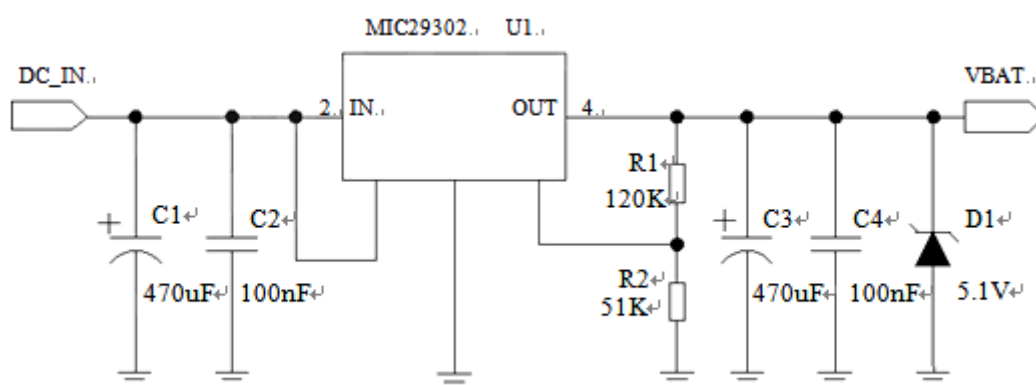 MIC29302 U1
DC_IN
VBAT
2 IN
OUT 4
R1
120K
C1
C2
C3
C4
D1
R2
51K
470uF
100nF
470uF
100nF
5.1V